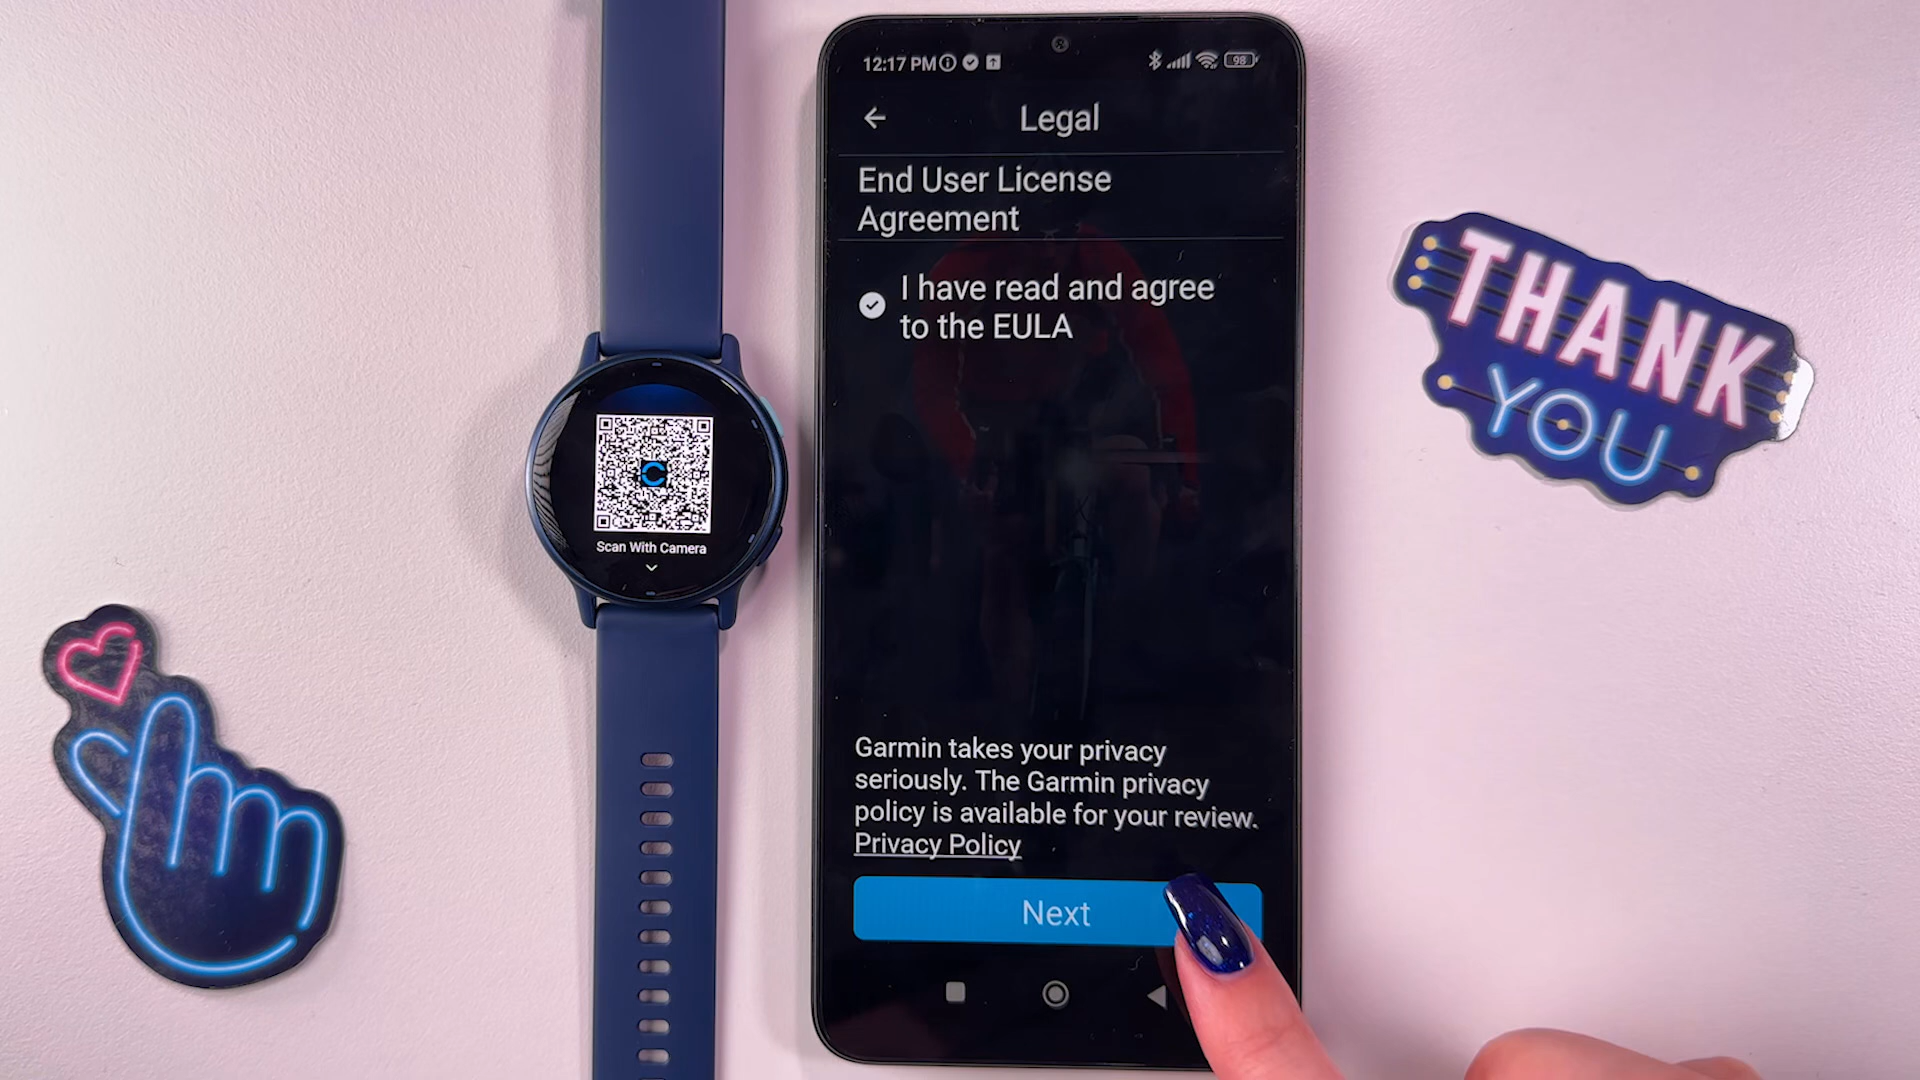 12:17 PM
98
Legal
End User License
Agreement
I have read and agree
to the EULA
Garmin takes your privacy
seriously. The Garmin privacy
policy is available for your review.
Privacy Policy
Next
Scan With Camera
THANK
YOU